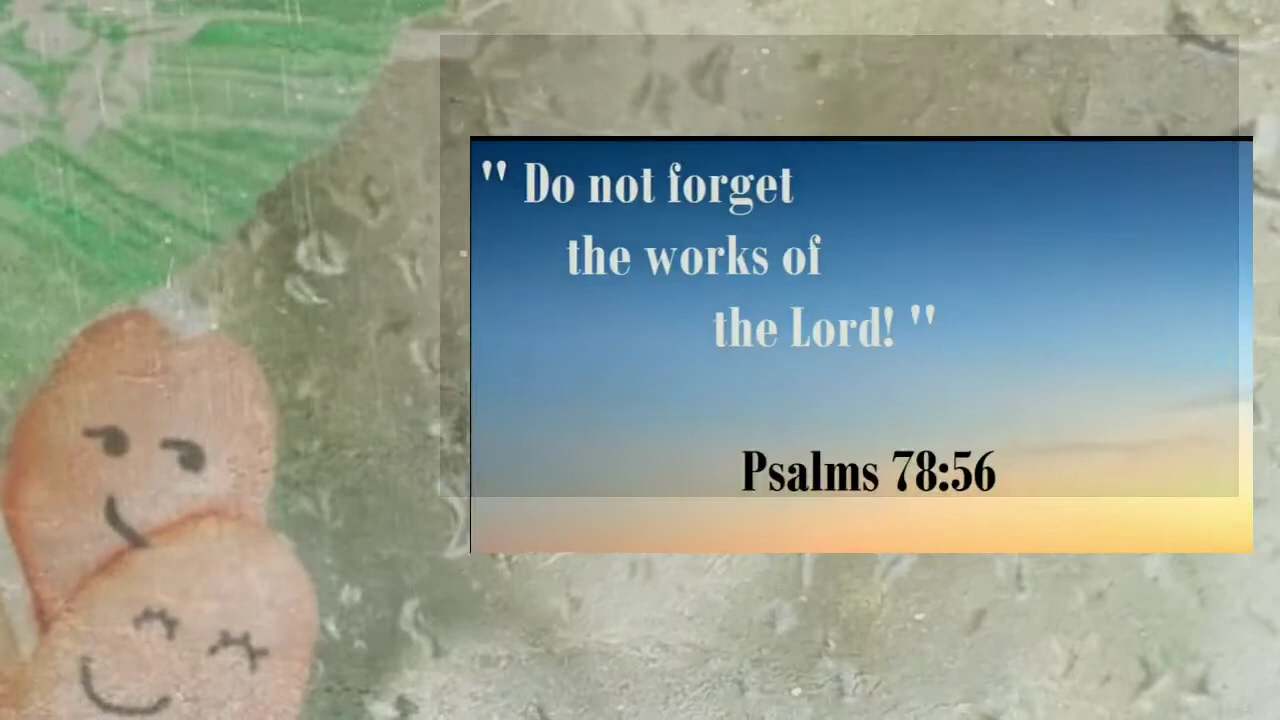 " Do not forget
the works of
the Lord! "
Psalms 78:56